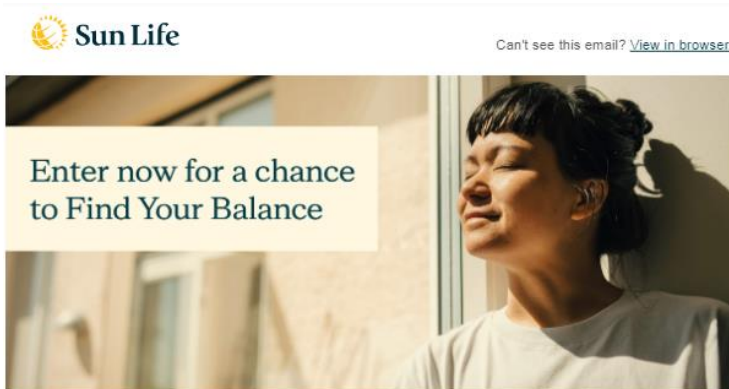 Sun Life
Can't see this email? View in browser
Enter now for a chance
to Find Your Balance